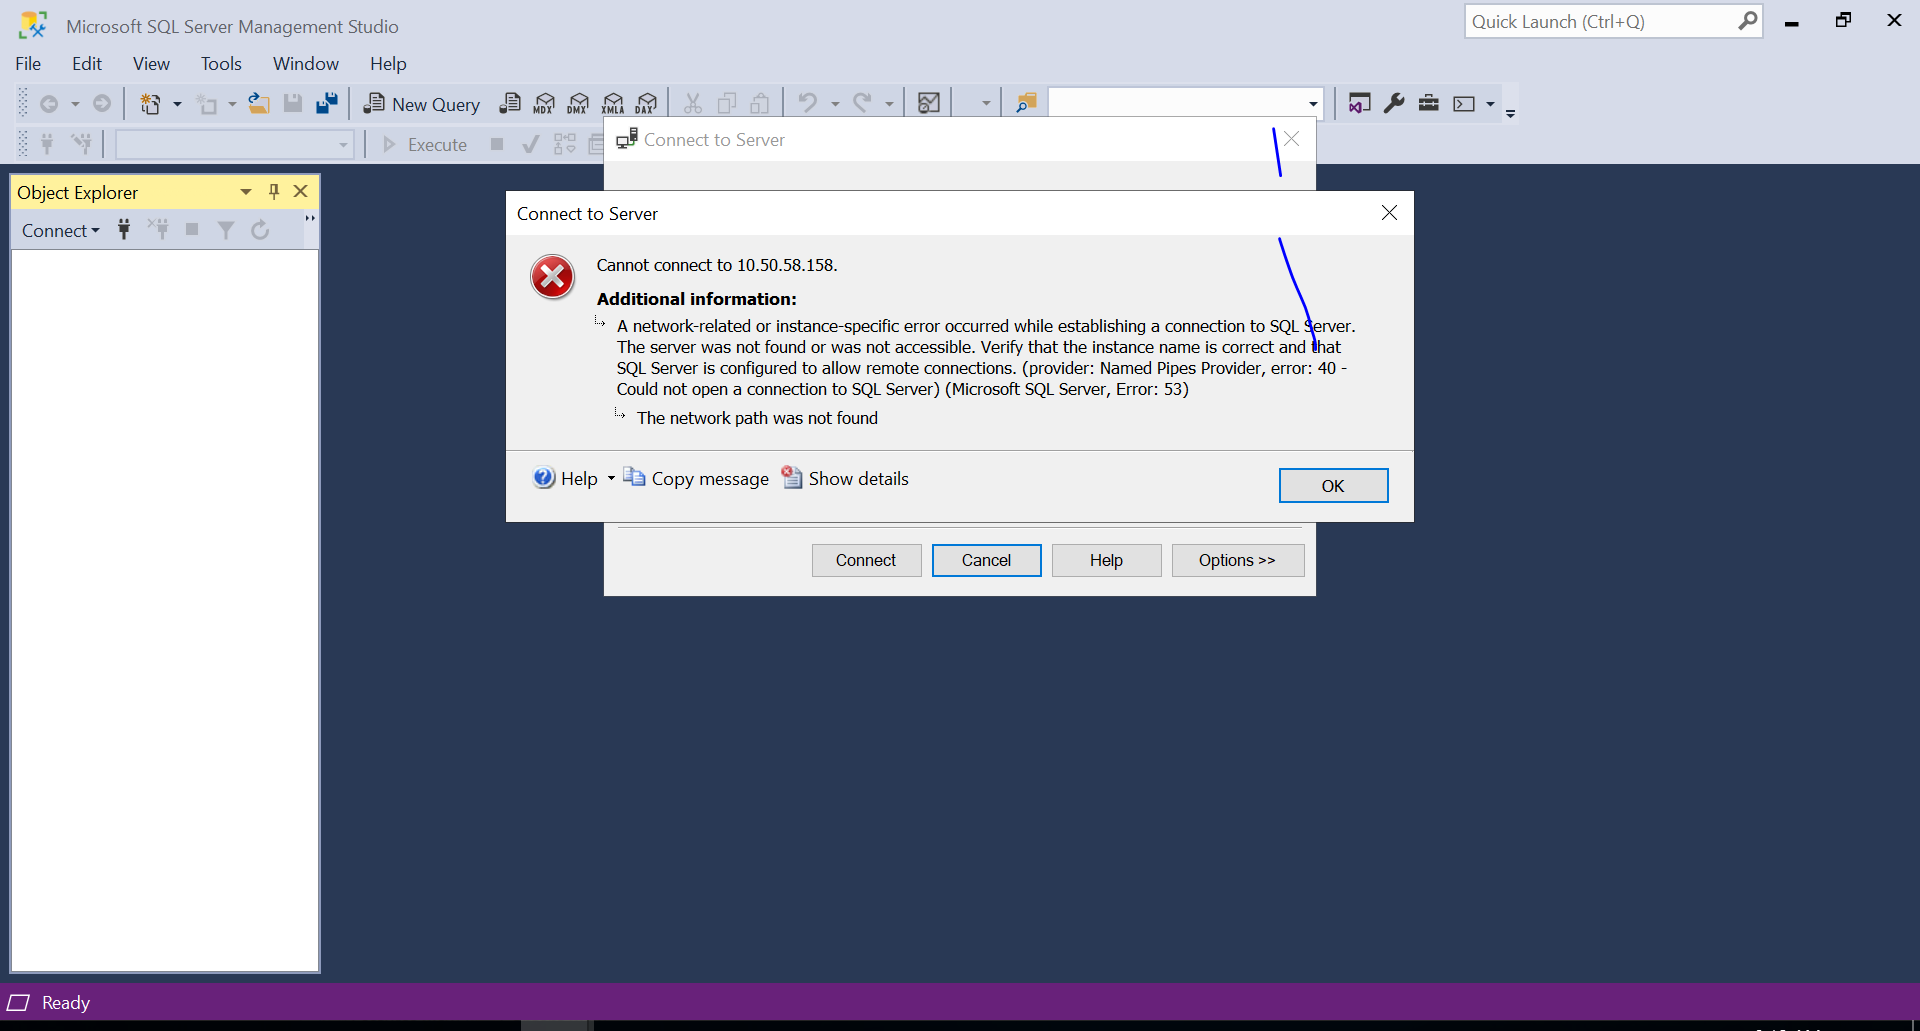 Microsoft SQL Server Management Studio
Quick Launch (Ctrl+Q)
File Edit View Tools Window Help
New Query MDX DMX XMLA DAX
Execute
Connect to Server
Object Explorer
Connect
Connect to Server
Cannot connect to 10.50.58.158.
Additional information:
A network-related or instance-specific error occurred while establishing a connection to SQL Server.
The server was not found or was not accessible. Verify that the instance name is correct and that
SQL Server is configured to allow remote connections. (provider: Named Pipes Provider, error: 40 -
Could not open a connection to SQL Server) (Microsoft SQL Server, Error: 53)
The network path was not found
Help Copy message Show details
OK
Connect Cancel Help Options >>
Ready